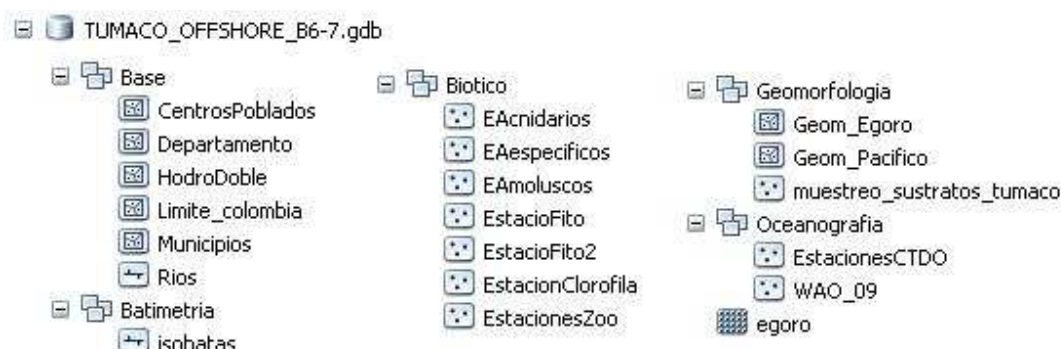 TUMACO_OFFSHORE_B6-7.gdb
Base
CentrosPoblados
Departamento
HodroDoble
Limite_colombia
Municipios
Rios
Batimetria
isobatas
Biotico
EAcnidarios
EAespecificos
EAmoluscos
EstacioFito
EstacioFito2
EstacionClorofila
EstacionesZoo
Geomorfologia
Geom_Egoro
Geom_Pacifico
muestreo_sustratos_tumaco
Oceanografia
EstacionesCTDO
WAO_09
egoro